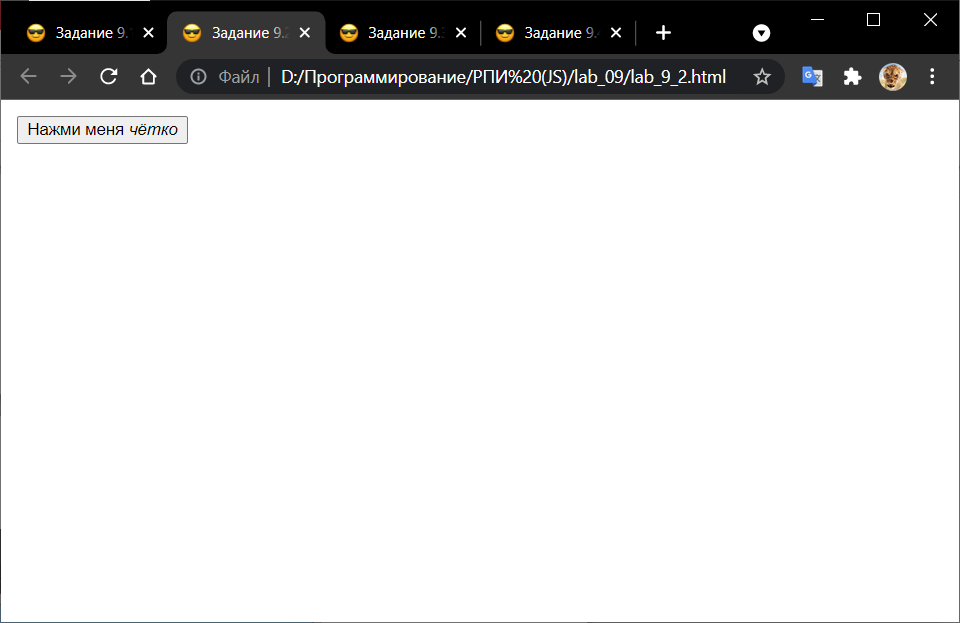 Задание 9. Задание 9.2 Задание 9. Задание 9.
Файл D:/Программирование/РПИ%20(JS)/lab_09/lab_9_2.html
Нажми меня чётко